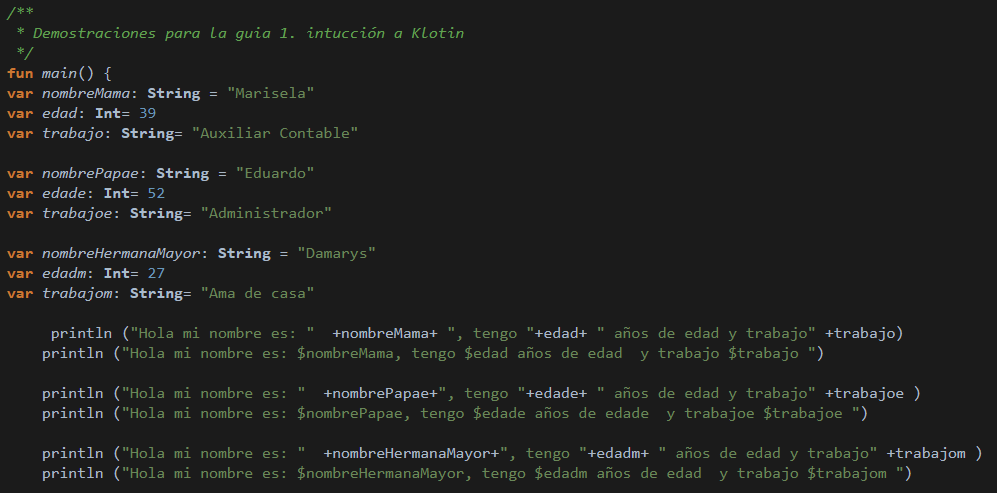 /**
 * Demostraciones para la guia 1. intucción a Klotin
 */
fun main() {
var nombreMama: String = "Marisela"
var edad: Int= 39
var trabajo: String= "Auxiliar Contable"
var nombrePapae: String = "Eduardo"
var edade: Int= 52
var trabajoe: String= "Administrador"
var nombreHermanaMayor: String = "Damarys"
var edadm: Int= 27
var trabajom: String= "Ama de casa"
println ("Hola mi nombre es: "  +nombreMama+ ", tengo "+edad+ " años de edad y trabajo" +trabajo)
println ("Hola mi nombre es: $nombreMama, tengo $edad años de edad  y trabajo $trabajo ")
println ("Hola mi nombre es: "  +nombrePapae+", tengo "+edade+ " años de edad y trabajo" +trabajoe )
println ("Hola mi nombre es: $nombrePapae, tengo $edade años de edade  y trabajoe $trabajoe ")
println ("Hola mi nombre es: "  +nombreHermanaMayor+", tengo "+edadm+ " años de edad y trabajo" +trabajom )
println ("Hola mi nombre es: $nombreHermanaMayor, tengo $edadm años de edad  y trabajo $trabajom ")